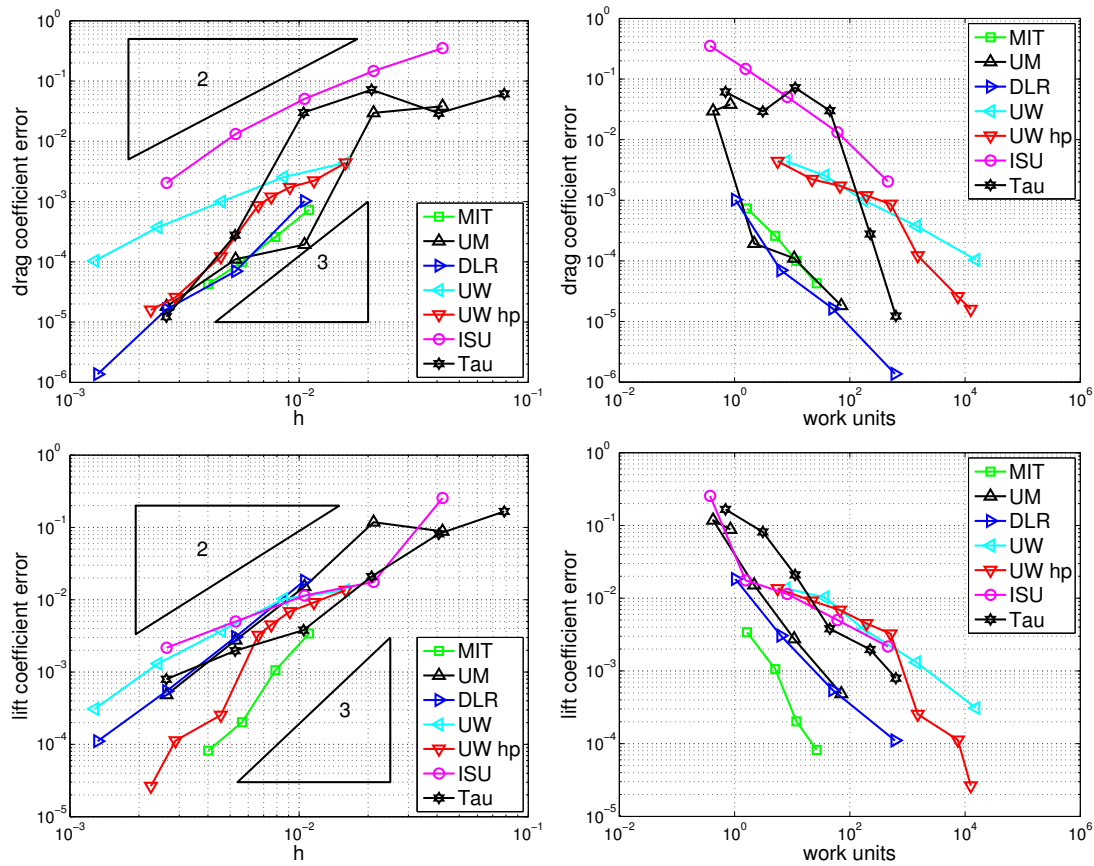 drag coefficient error
10^0
10^-1
10^-2
10^-3
10^-4
10^-5
10^-6
2
3
MIT
UM
DLR
UW
UW hp
ISU
Tau
10^-3
10^-2
10^-1
h
drag coefficient error
10^0
10^-1
10^-2
10^-3
10^-4
10^-5
10^-6
MIT
UM
DLR
UW
UW hp
ISU
Tau
10^-2
10^0
10^2
10^4
10^6
work units
lift coefficient error
10^0
10^-1
10^-2
10^-3
10^-4
10^-5
2
3
MIT
UM
DLR
UW
UW hp
ISU
Tau
10^-3
10^-2
10^-1
h
lift coefficient error
10^0
10^-1
10^-2
10^-3
10^-4
10^-5
MIT
UM
DLR
UW
UW hp
ISU
Tau
10^-2
10^0
10^2
10^4
10^6
work units